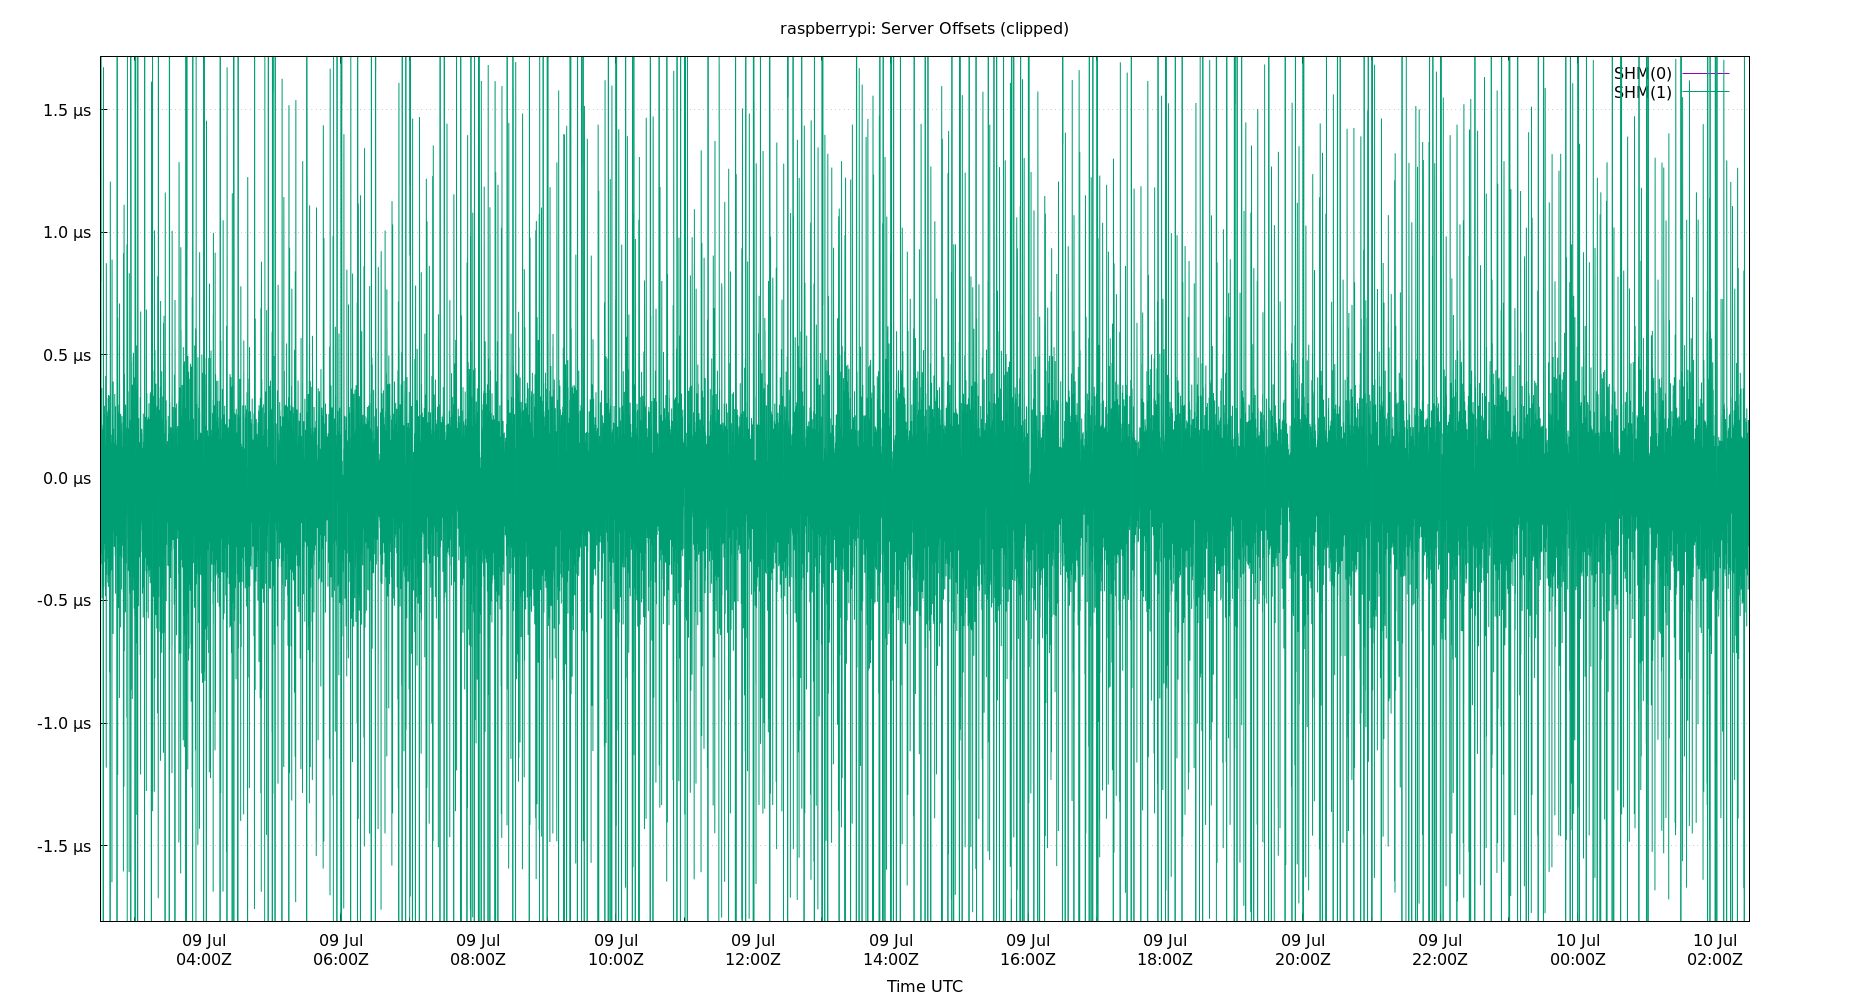 raspberrypi: Server Offsets (clipped)
SHM(0)
SHM(1)
1.5 µs
1.0 µs
0.5 µs
0.0 µs
-0.5 µs
-1.0 µs
-1.5 µs
09 Jul 09 Jul 09 Jul 09 Jul 09 Jul 09 Jul 09 Jul 09 Jul 09 Jul 09 Jul 10 Jul 10 Jul
04:00Z 06:00Z 08:00Z 10:00Z 12:00Z 14:00Z 16:00Z 18:00Z 20:00Z 22:00Z 00:00Z 02:00Z
Time UTC